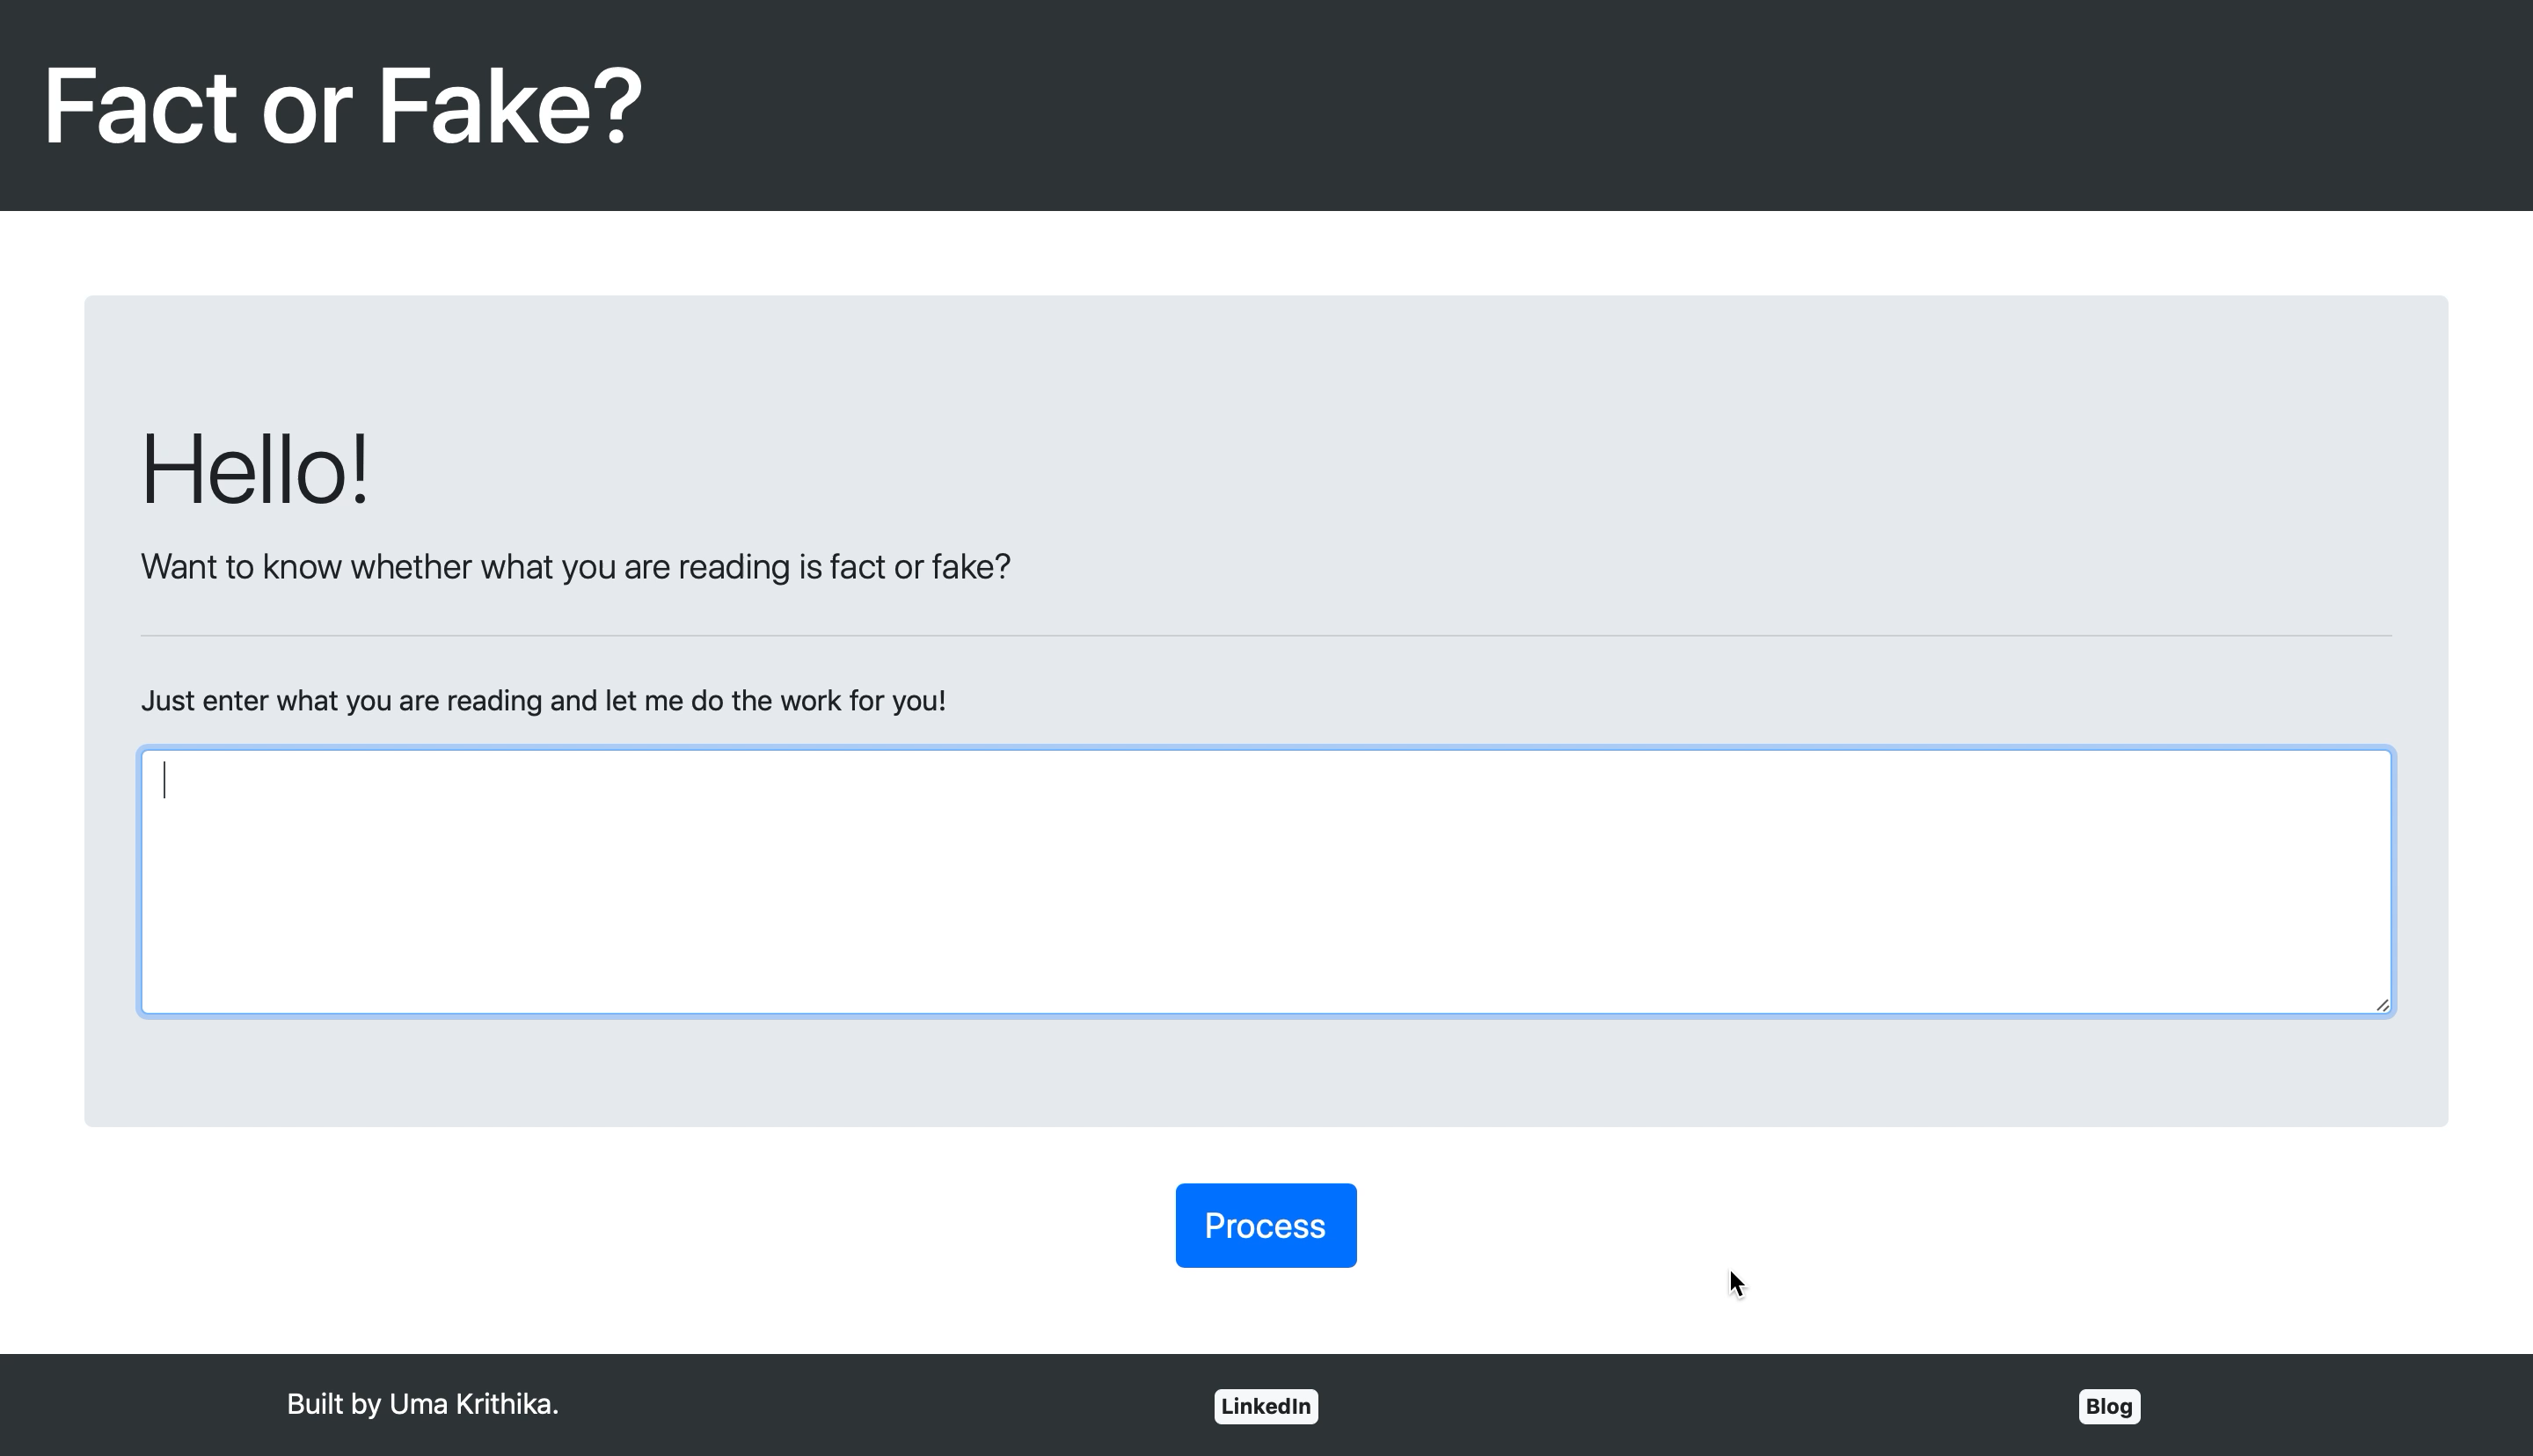 Fact or Fake?
Hello!
Want to know whether what you are reading is fact or fake?
Just enter what you are reading and let me do the work for you!
Process
Built by Uma Krithika.
LinkedIn
Blog